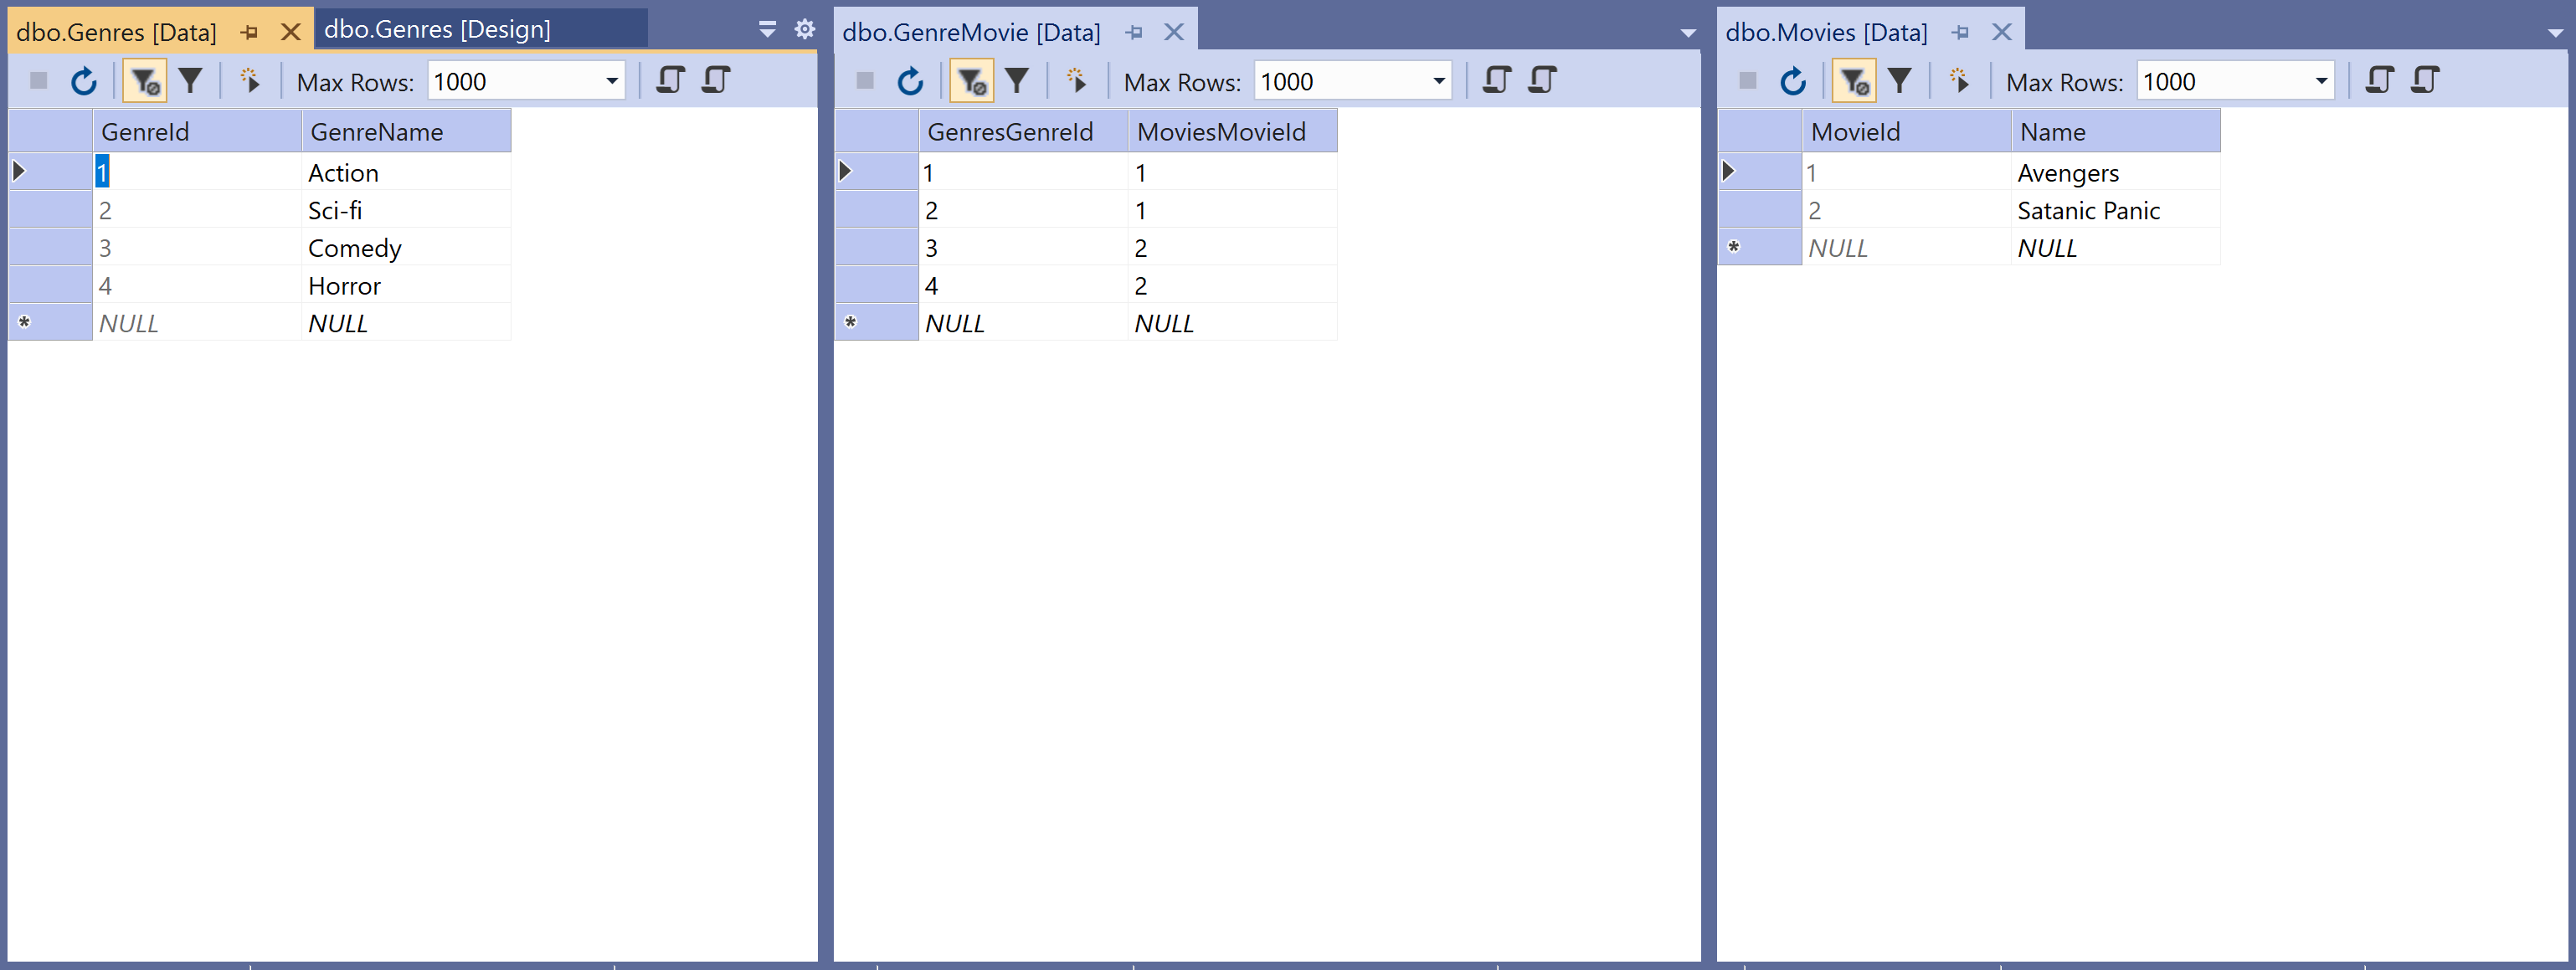 dbo.Genres [Data]
dbo.Genres [Design]
Max Rows: 1000
GenreId GenreName
1 Action
2 Sci-fi
3 Comedy
4 Horror
NULL NULL
dbo.GenreMovie [Data]
Max Rows: 1000
GenresGenreId MoviesMovieId
1 1
2 1
3 2
4 2
NULL NULL
dbo.Movies [Data]
Max Rows: 1000
MovieId Name
1 Avengers
2 Satanic Panic
NULL NULL